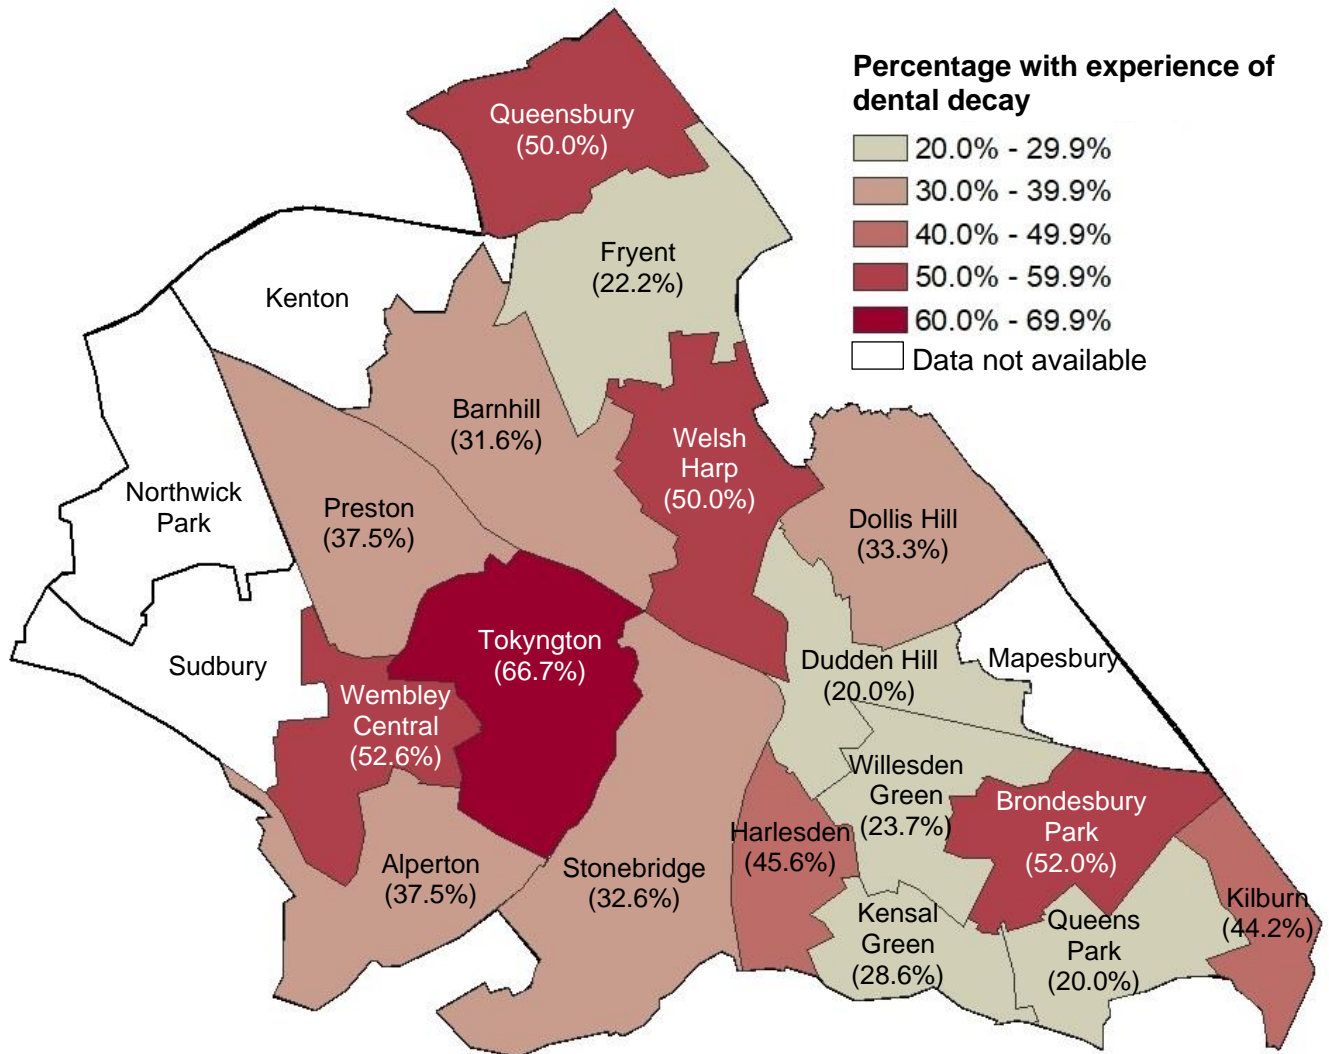 Percentage with experience of
dental decay
20.0% - 29.9%
30.0% - 39.9%
40.0% - 49.9%
50.0% - 59.9%
60.0% - 69.9%
Data not available
Queensbury
(50.0%)
Fryent
(22.2%)
Kenton
Barnhill
(31.6%)
Welsh
Harp
(50.0%)
Northwick
Park
Preston
(37.5%)
Dollis Hill
(33.3%)
Tokyngton
(66.7%)
Sudbury
Dudden Hill
(20.0%)
Mapesbury
Wembley
Central
(52.6%)
Willesden
Green
(23.7%)
Brondesbury
Park
(52.0%)
Harlesden
(45.6%)
Alperton
(37.5%)
Stonebridge
(32.6%)
Kensal
Green
(28.6%)
Queens
Park
(20.0%)
Kilburn
(44.2%)